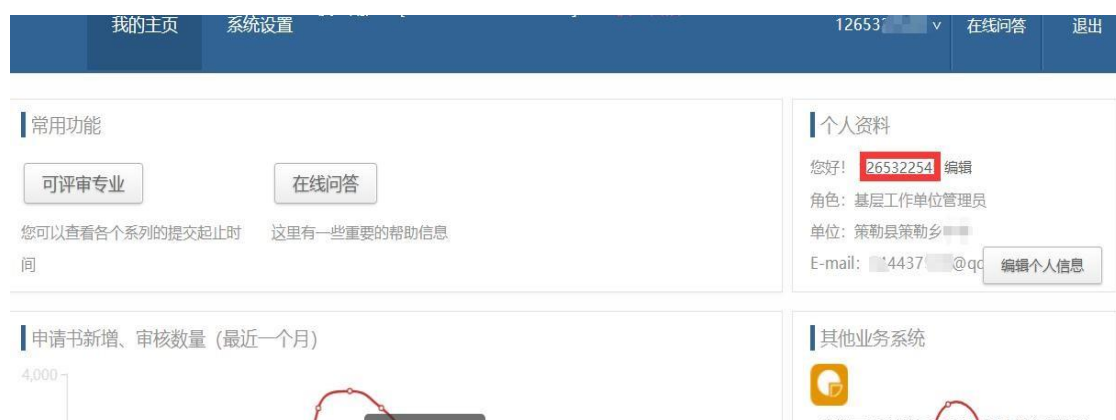 我的主页 系统设置 12653 v 在线问答 退出
常用功能
可评审专业 在线问答
您可以查看各个系列的提交起止时
间
这里有一些重要的帮助信息
个人资料
您好! 26532254 编辑
角色：基层工作单位管理员
单位：策勒县策勒乡
E-mail： 4437 @qq 编辑个人信息
申请书新增、审核数量（最近一个月）
4,000
其他业务系统